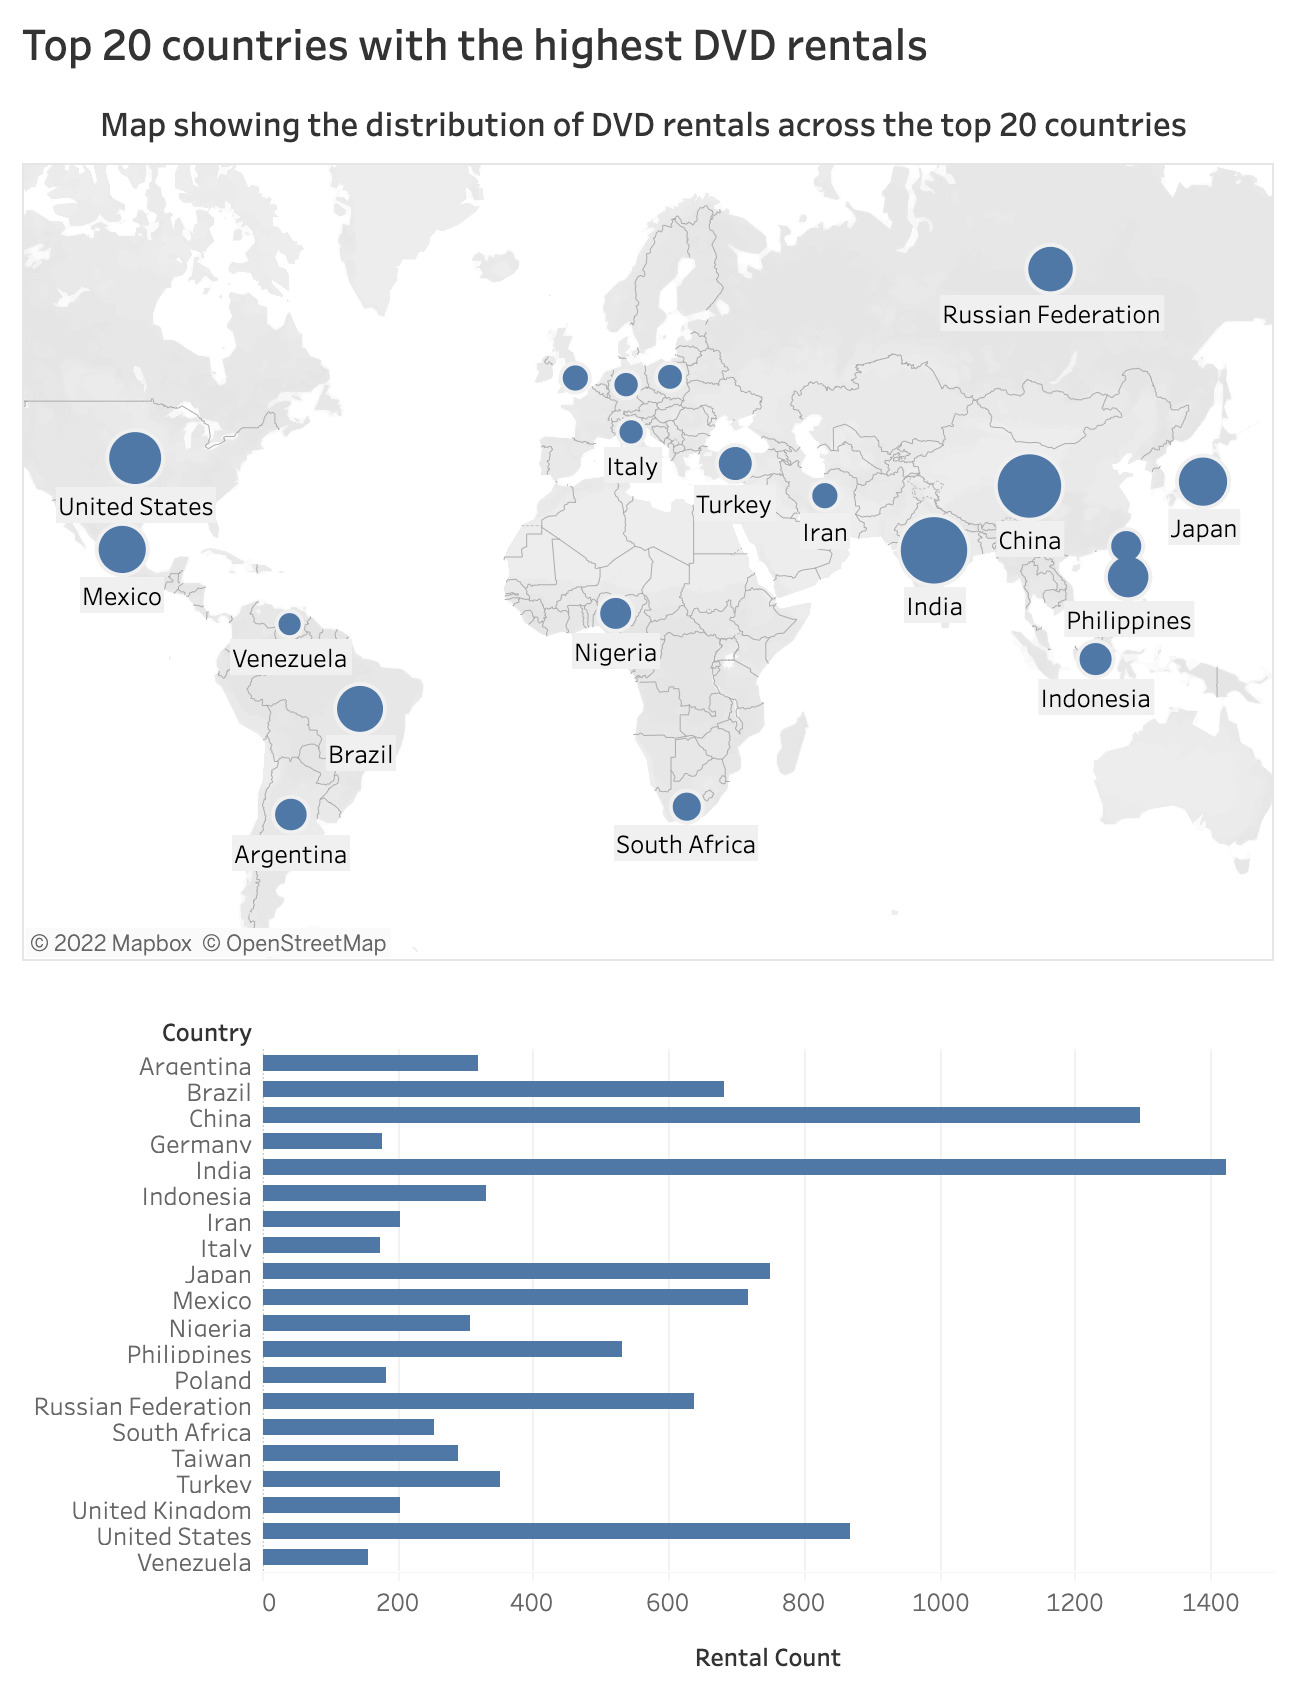 Top 20 countries with the highest DVD rentals
Map showing the distribution of DVD rentals across the top 20 countries
Russian Federation
Italy
Turkey
United States
Iran
China
Japan
Mexico
India
Philippines
Nigeria
Venezuela
Indonesia
Brazil
South Africa
Argentina
© 2022 Mapbox © OpenStreetMap
Country
Argentina
Brazil
China
Germany
India
Indonesia
Iran
Italy
Japan
Mexico
Nigeria
Philippines
Poland
Russian Federation
South Africa
Taiwan
Turkey
United Kingdom
United States
Venezuela
0 200 400 600 800 1000 1200 1400
Rental Count